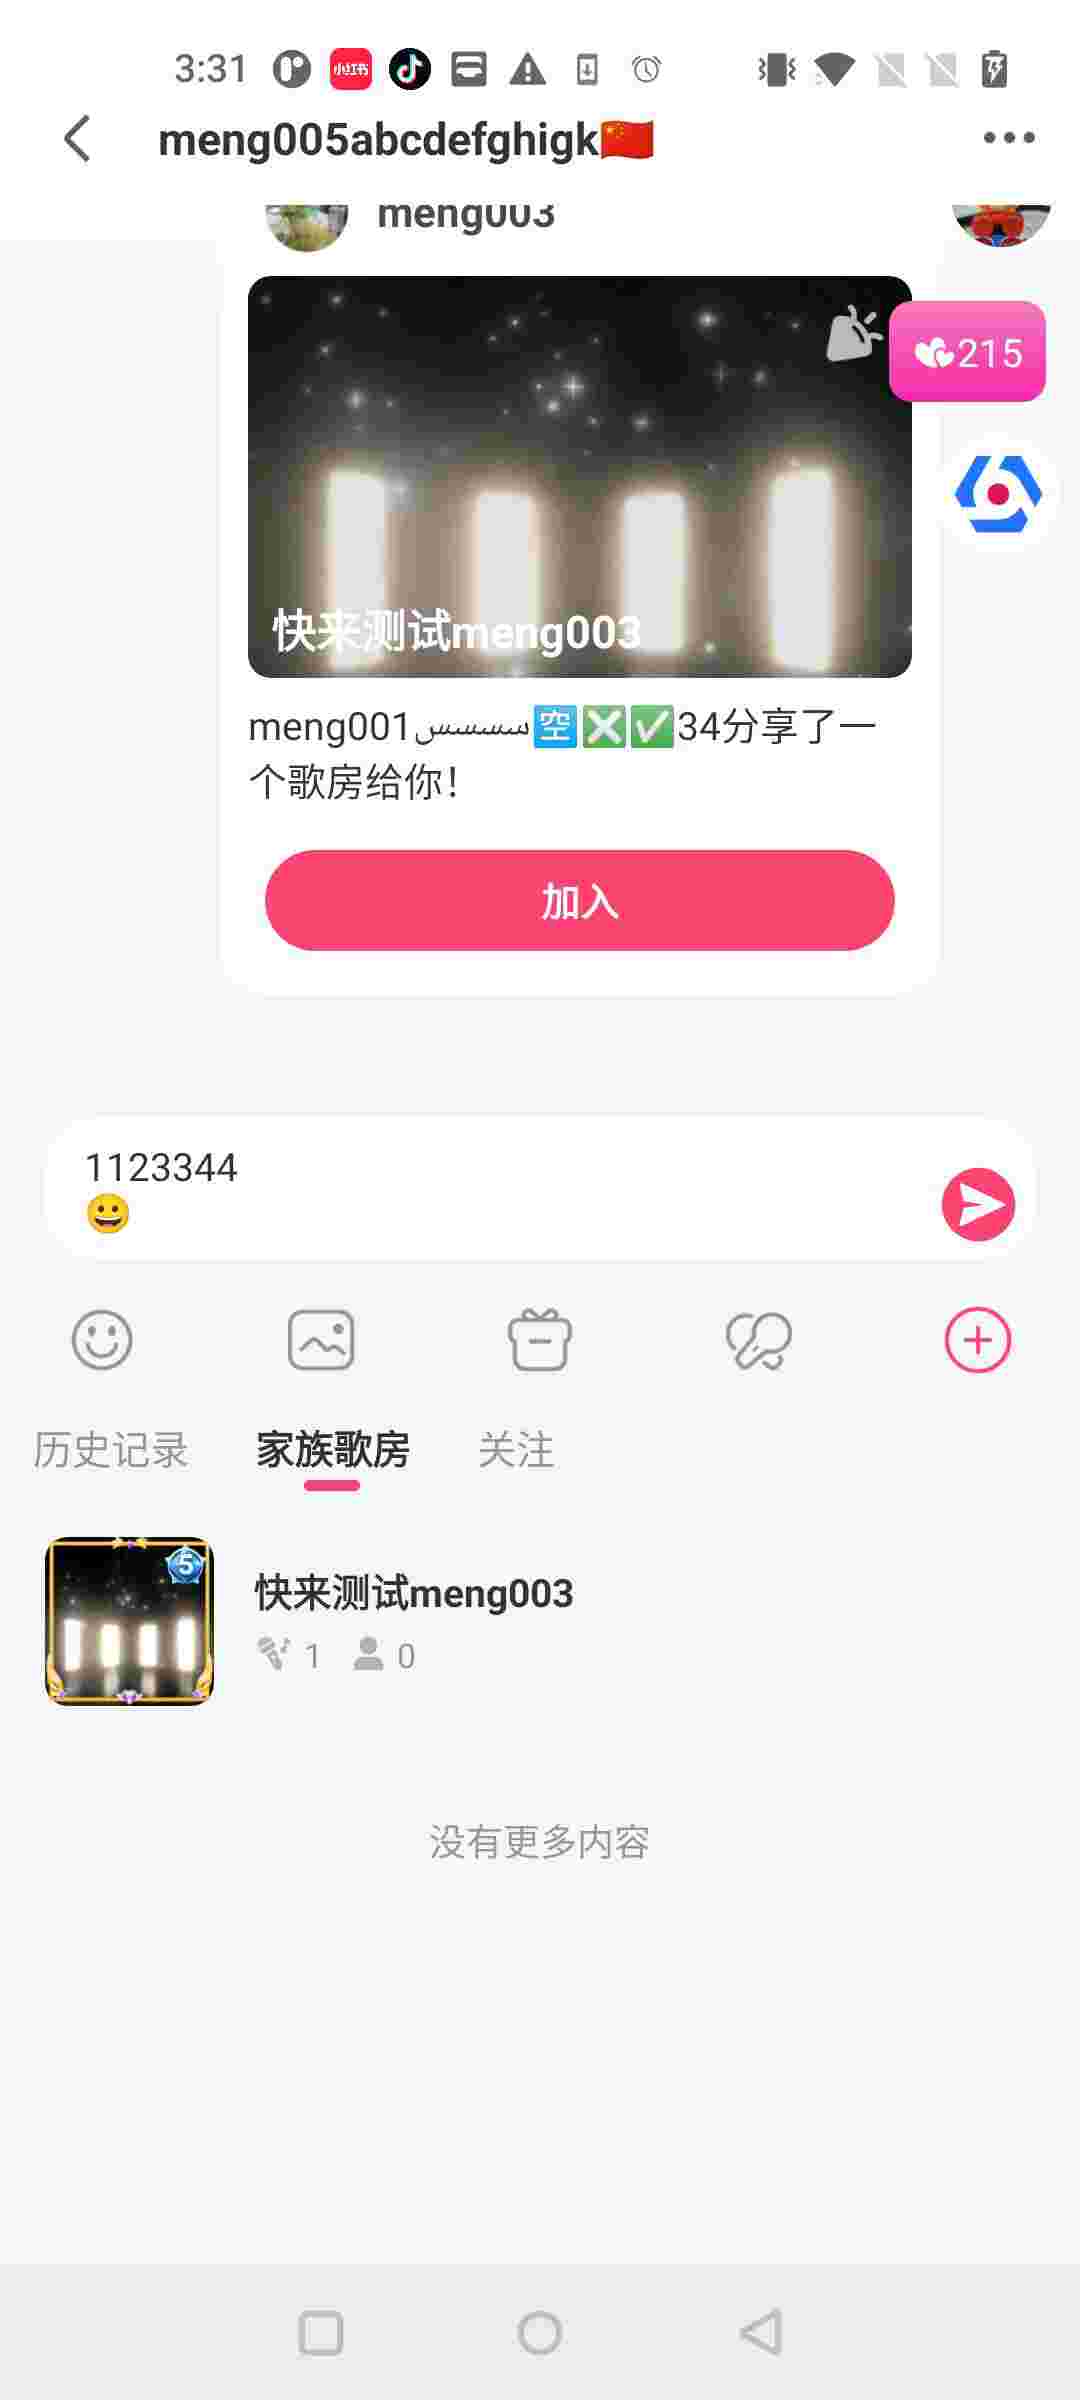 3:31
小红书
meng005abcdefghigk🇨🇳
meng003
215
快来测试meng003
meng001سسسس🈳❎✅34分享了一
个歌房给你！
加入
1123344
😀
历史记录 家族歌房 关注
5
快来测试meng003
1 0
没有更多内容